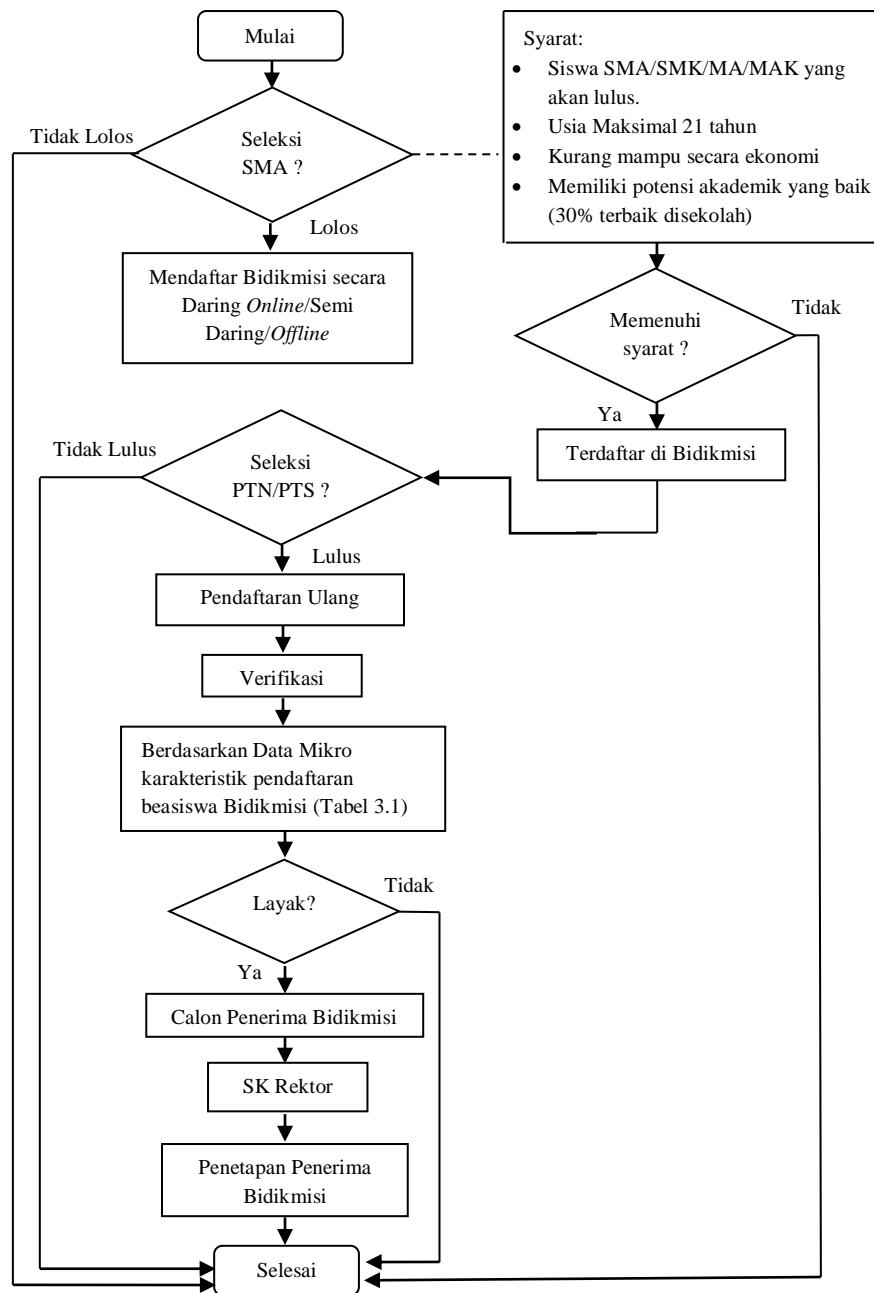 Mulai
Syarat:
• Siswa SMA/SMK/MA/MAK yang
akan lulus.
• Usia Maksimal 21 tahun
• Kurang mampu secara ekonomi
• Memiliki potensi akademik yang baik
(30% terbaik disekolah)
Tidak Lolos
Seleksi
SMA ?
Lolos
Mendaftar Bidikmisi secara
Daring Online/Semi
Daring/Offline
Memenuhi
syarat ?
Tidak
Ya
Terdaftar di Bidikmisi
Tidak Lulus
Seleksi
PTN/PTS ?
Lulus
Pendaftaran Ulang
Verifikasi
Berdasarkan Data Mikro
karakteristik pendaftaran
beasiswa Bidikmisi (Tabel 3.1)
Layak?
Tidak
Ya
Calon Penerima Bidikmisi
SK Rektor
Penetapan Penerima
Bidikmisi
Selesai